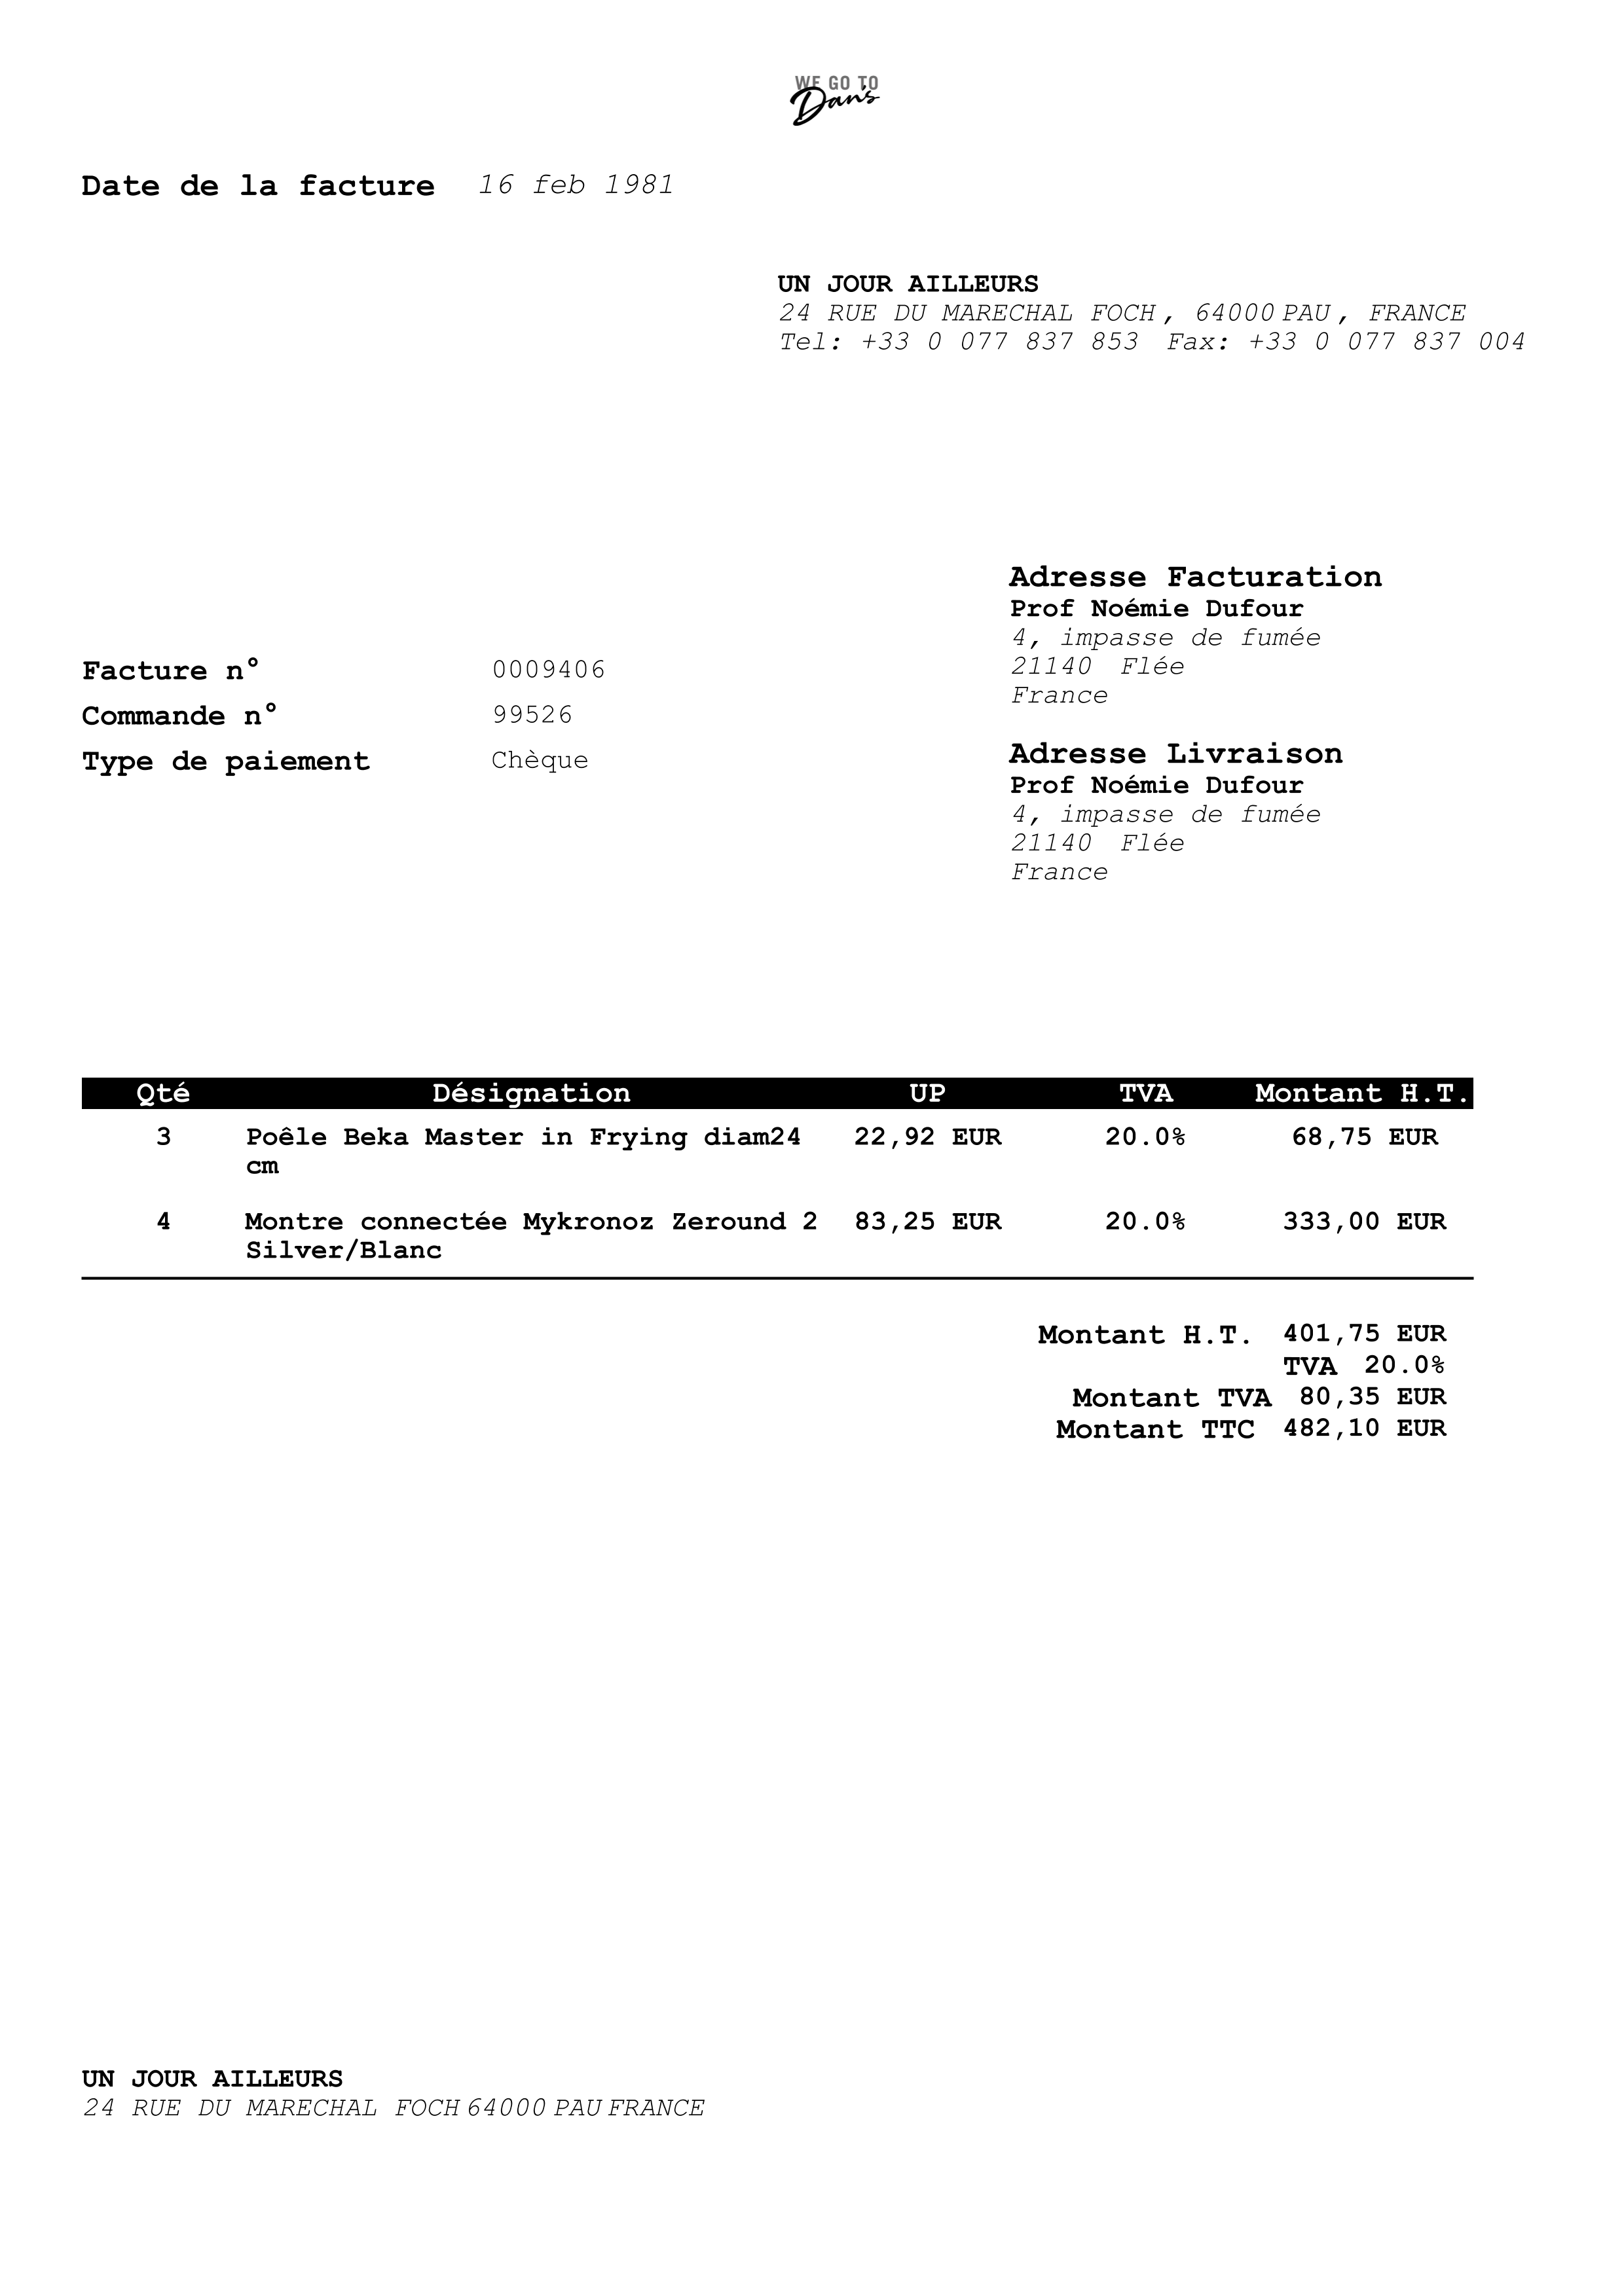 WE GO TO
Dan's
Date de la facture 16 feb 1981
UN JOUR AILLEURS
24 RUE DU MARECHAL FOCH , 64000 PAU , FRANCE
Tel: +33 0 077 837 853 Fax: +33 0 077 837 004
Adresse Facturation
Prof Noémie Dufour
4, impasse de fumée
21140 Flée
France
Facture n° 0009406
Commande n° 99526
Type de paiement Chèque
Adresse Livraison
Prof Noémie Dufour
4, impasse de fumée
21140 Flée
France
Qté Désignation UP TVA Montant H.T.
3 Poêle Beka Master in Frying diam24 22,92 EUR 20.0% 68,75 EUR
cm
4 Montre connectée Mykronoz Zeround 2 83,25 EUR 20.0% 333,00 EUR
Silver/Blanc
Montant H.T. 401,75 EUR
TVA 20.0%
Montant TVA 80,35 EUR
Montant TTC 482,10 EUR
UN JOUR AILLEURS
24 RUE DU MARECHAL FOCH 64000 PAU FRANCE